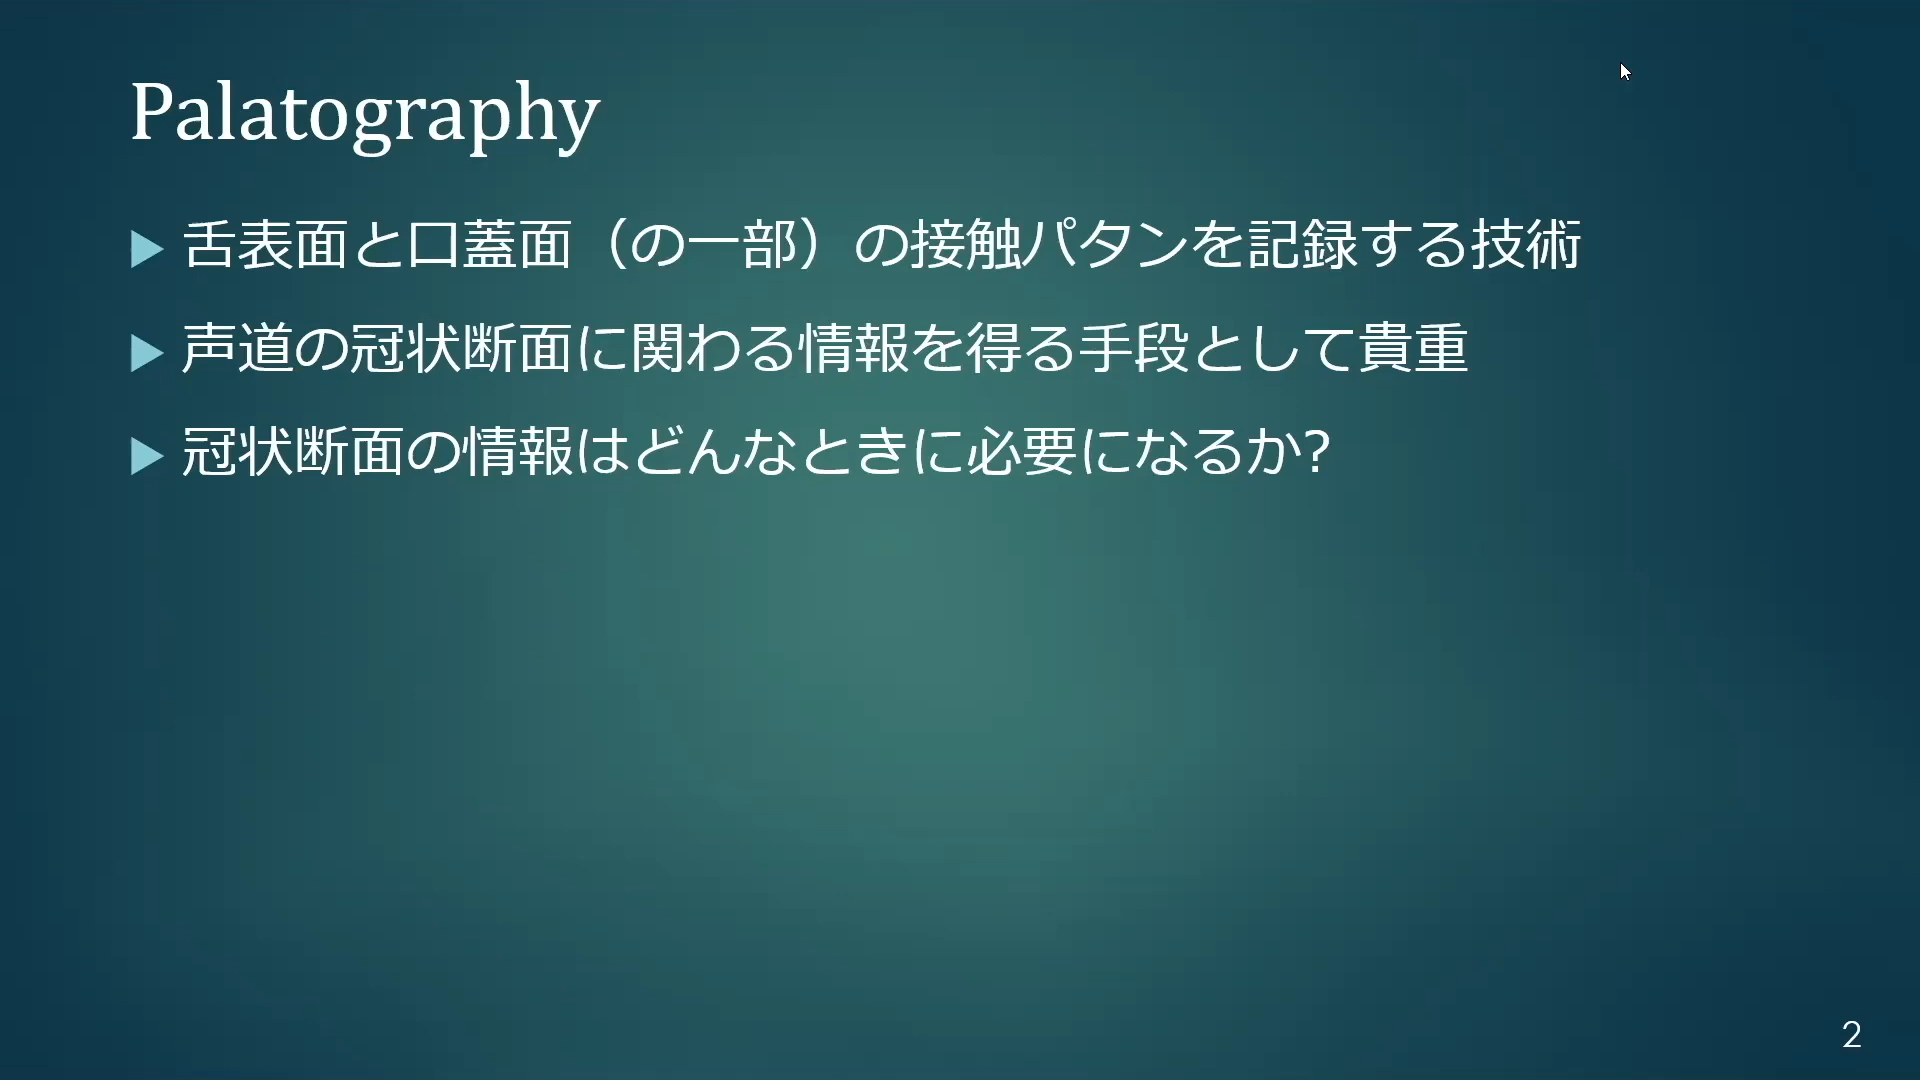 Palatography
舌表面と口蓋面（の一部）の接触パタンを記録する技術
声道の冠状断面に関わる情報を得る手段として貴重
冠状断面の情報はどんなときに必要になるか?
2